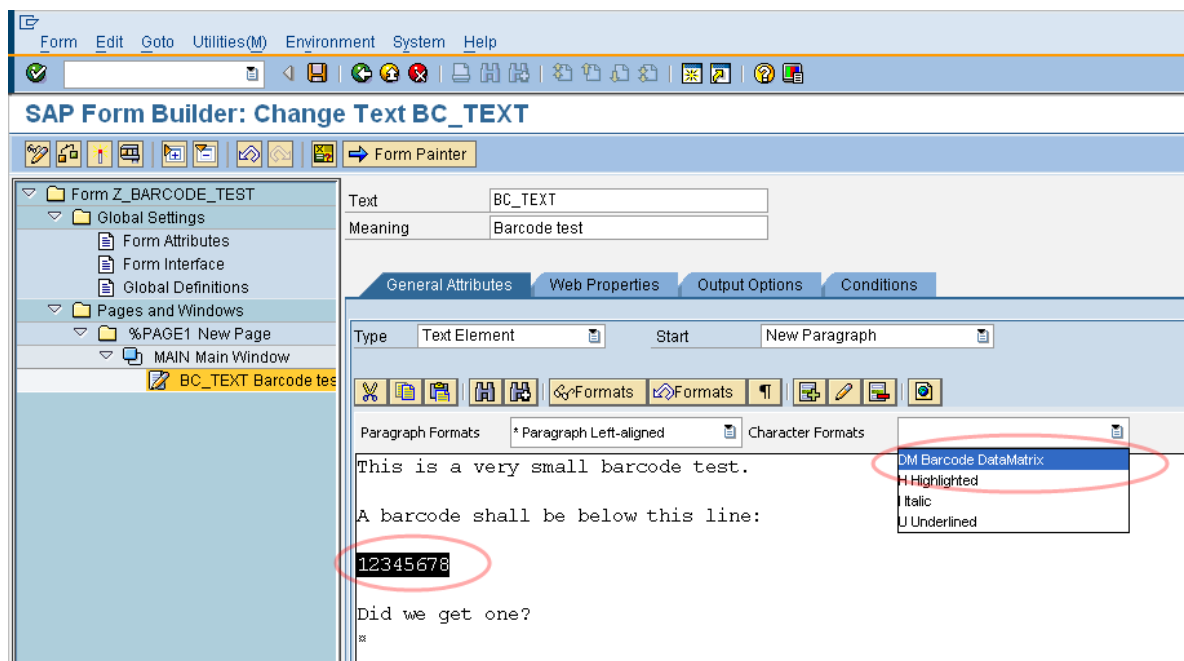 Form Edit Goto Utilities(M) Environment System Help
SAP Form Builder: Change Text BC_TEXT
Form Painter
Form Z_BARCODE_TEST
Global Settings
Form Attributes
Form Interface
Global Definitions
Pages and Windows
%PAGE1 New Page
MAIN Main Window
BC_TEXT Barcode tes
Text BC_TEXT
Meaning Barcode test
General Attributes Web Properties Output Options Conditions
Type Text Element Start New Paragraph
Formats Formats ¶
Paragraph Formats * Paragraph Left-aligned Character Formats
DM Barcode DataMatrix
H Highlighted
I Italic
U Underlined
This is a very small barcode test.
A barcode shall be below this line:
12345678
Did we get one?
*